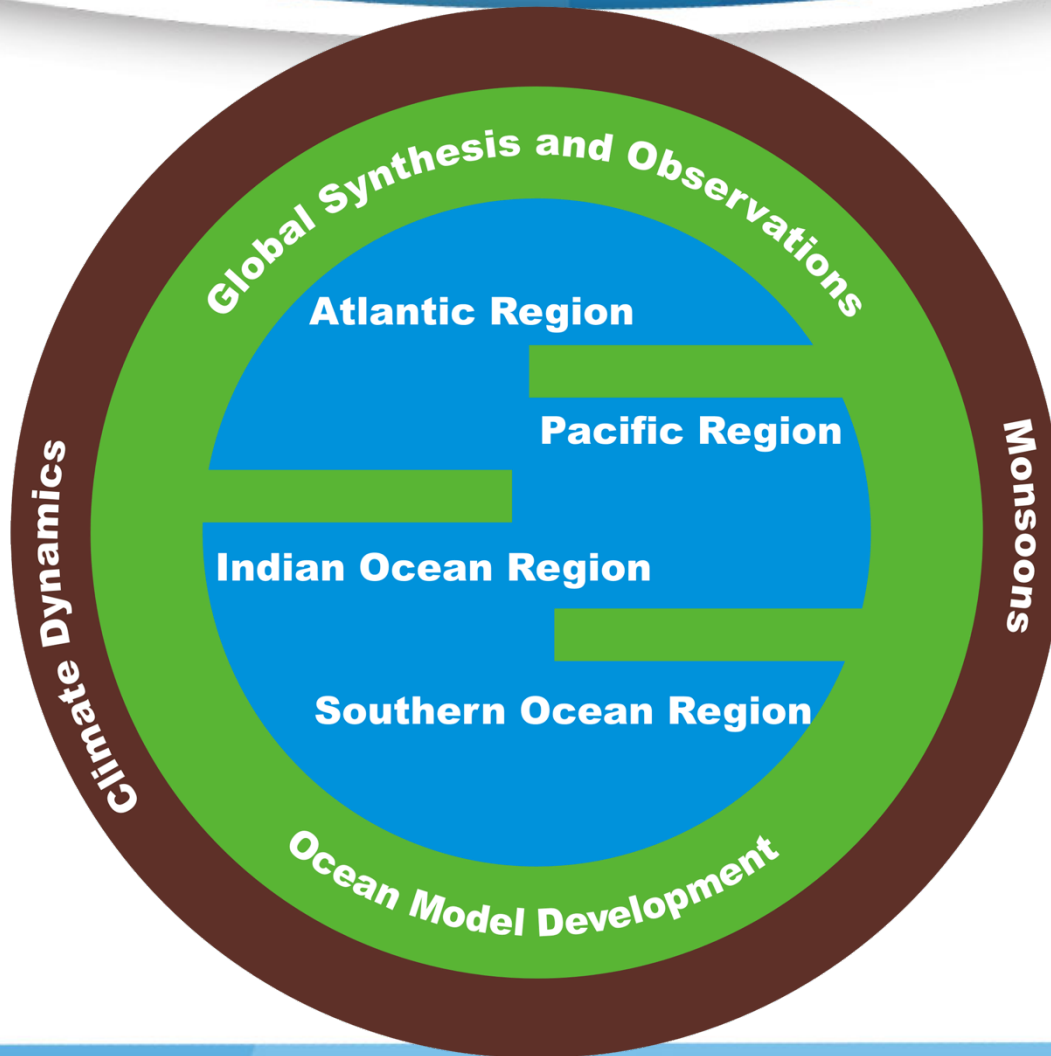 Global Synthesis and Observations
Atlantic Region
Pacific Region
Indian Ocean Region
Southern Ocean Region
Ocean Model Development
Climate Dynamics
Monsoons